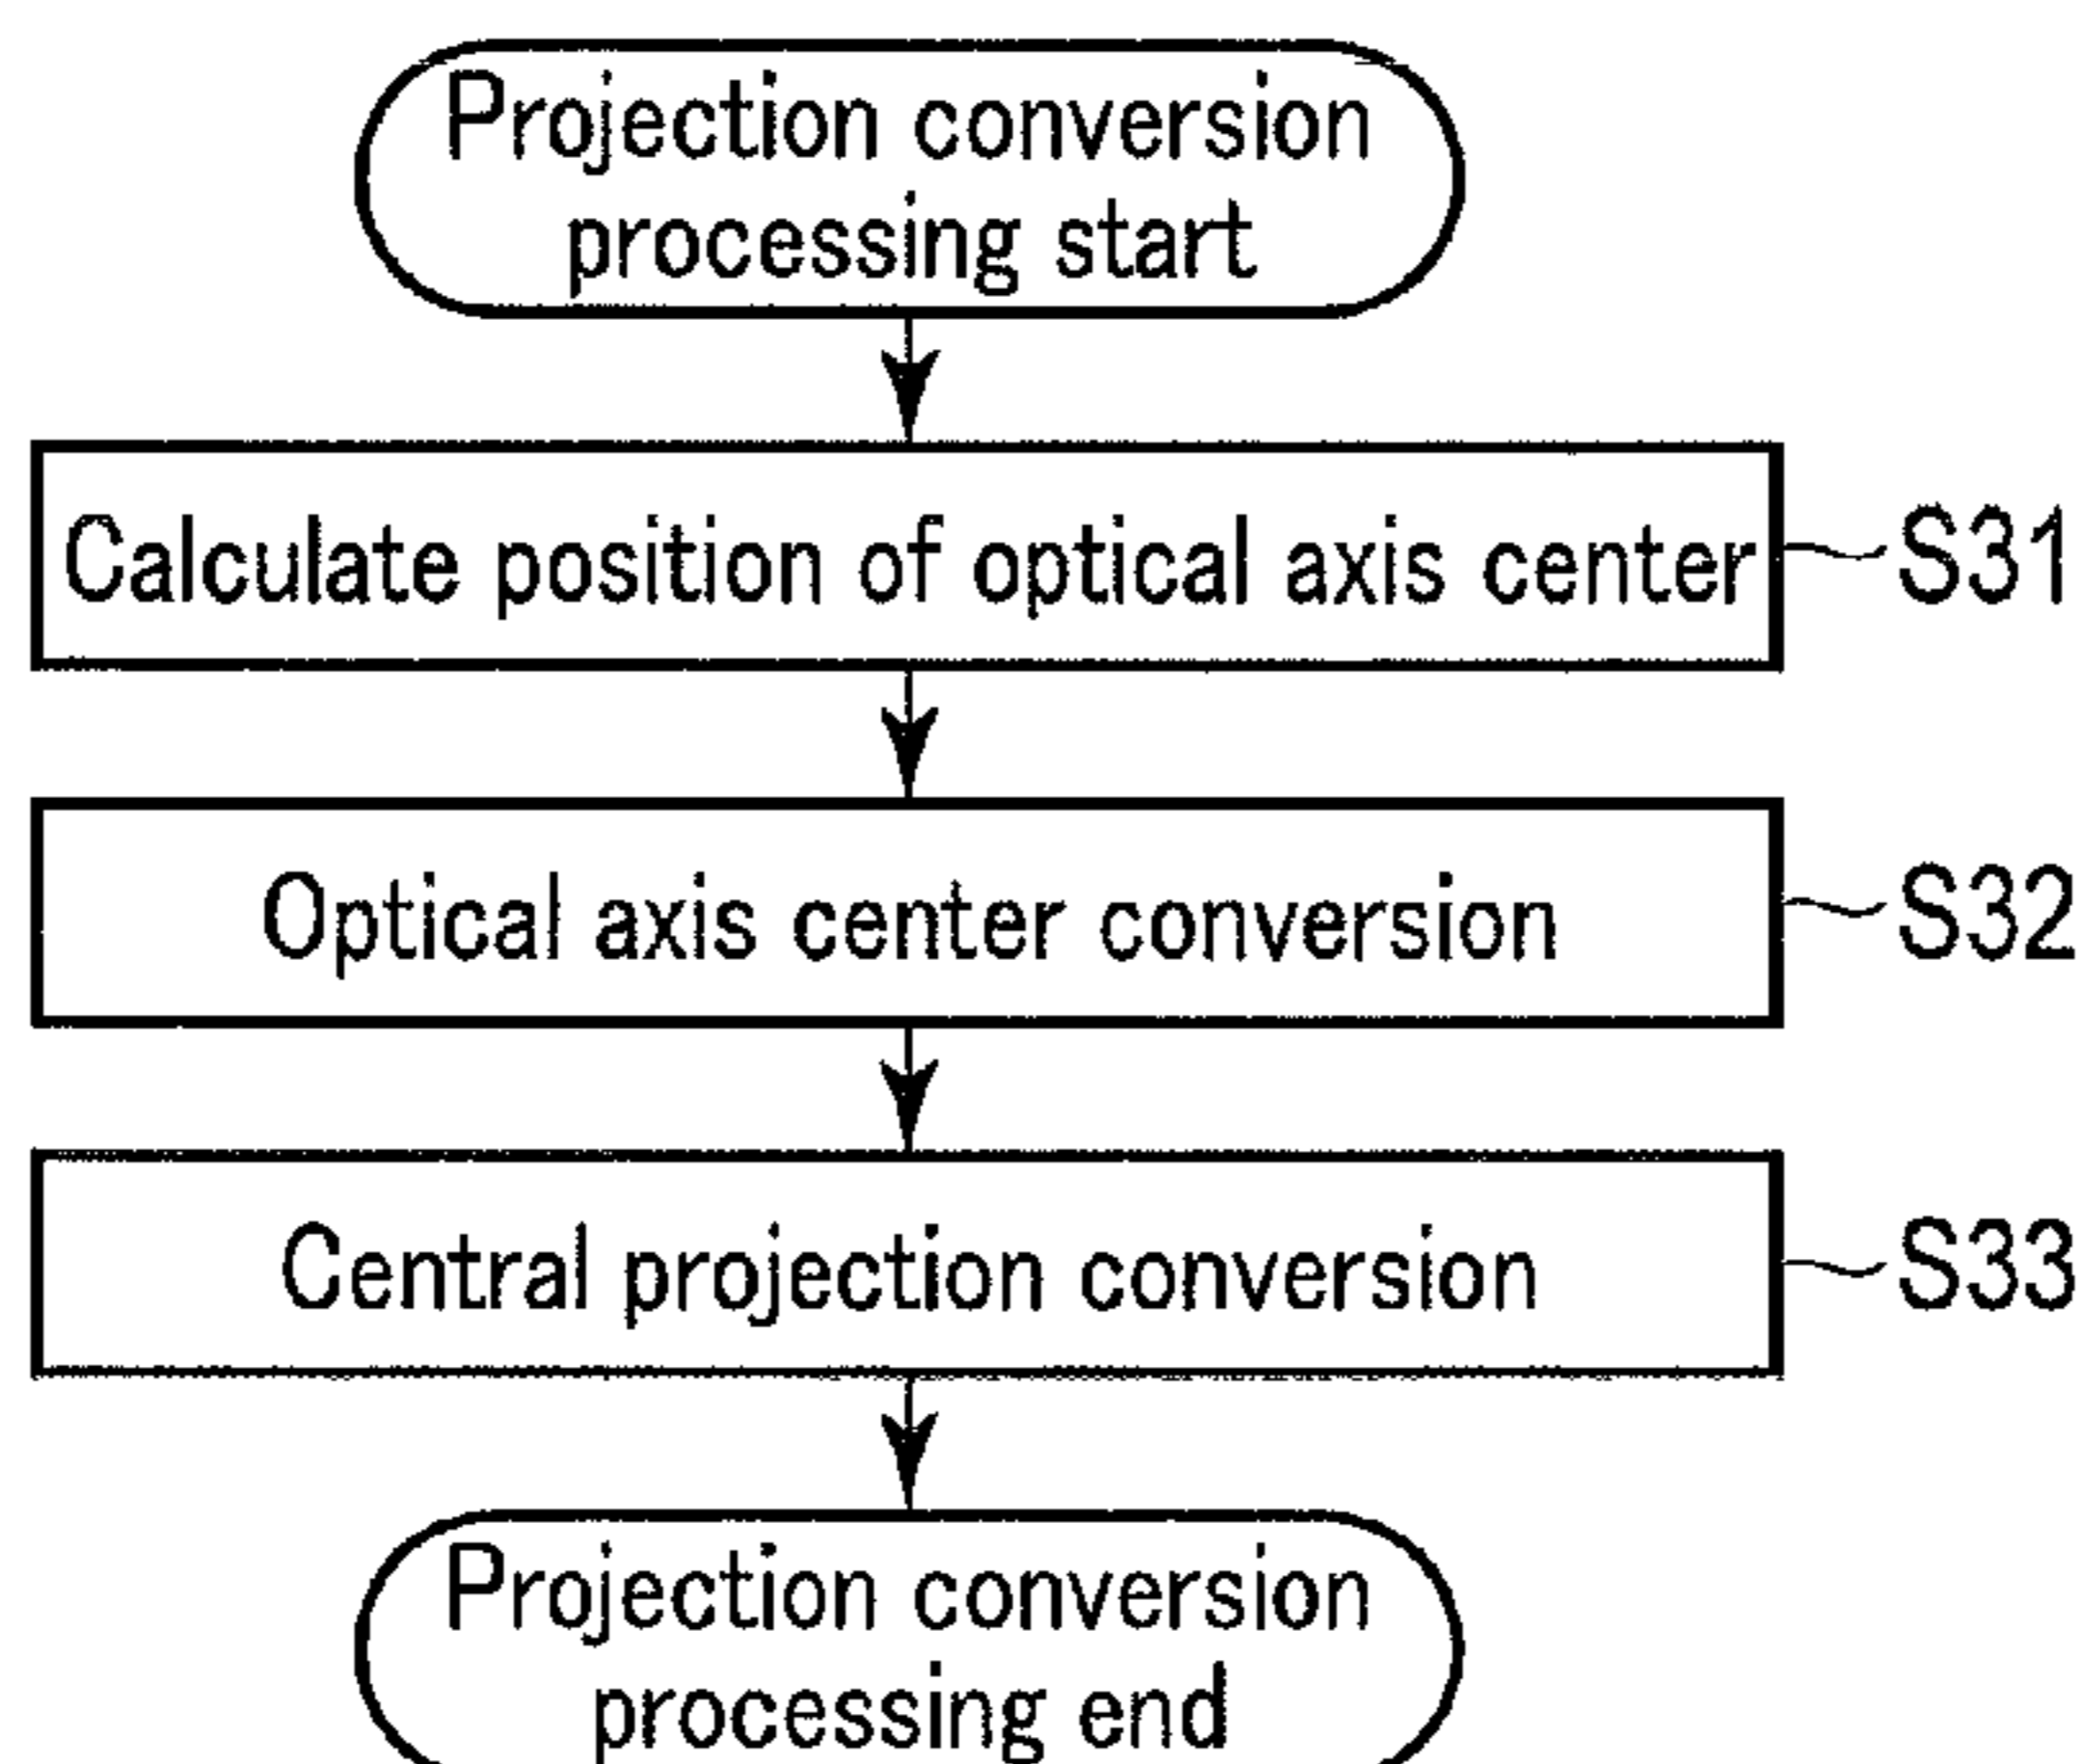 Projection conversion
processing start
Calculate position of optical axis center
S31
Optical axis center conversion
S32
Central projection conversion
S33
Projection conversion
processing end